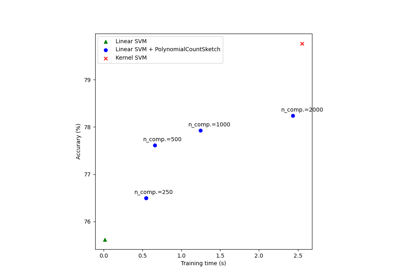 Linear SVM
Linear SVM + PolynomialCountSketch
Kernel SVM
79
n_comp.=2000
78
n_comp.=1000
n_comp.=500
77
n_comp.=250
76
Accurary (%)
0.0 0.5 1.0 1.5 2.0 2.5
Training time (s)